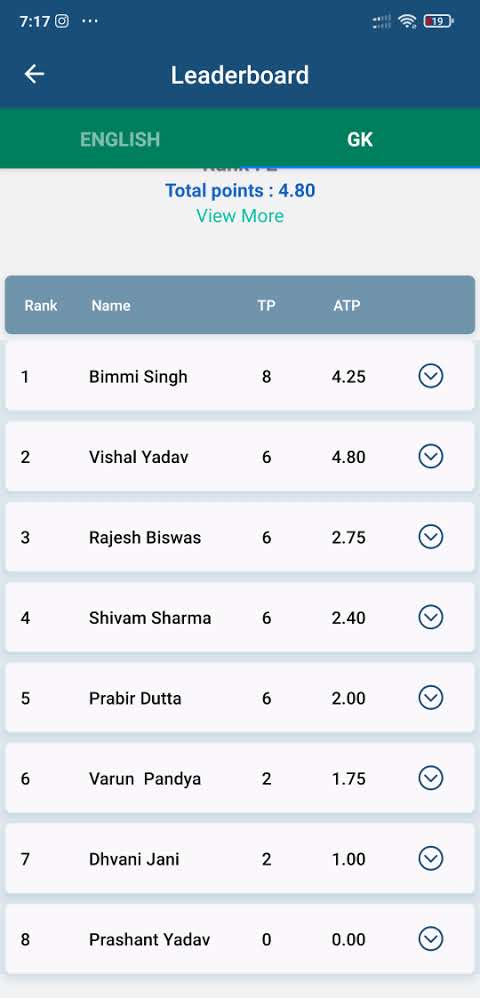 7:17
19
Leaderboard
ENGLISH GK
Total points : 4.80
View More
Rank Name TP ATP
1 Bimmi Singh 8 4.25
2 Vishal Yadav 6 4.80
3 Rajesh Biswas 6 2.75
4 Shivam Sharma 6 2.40
5 Prabir Dutta 6 2.00
6 Varun Pandya 2 1.75
7 Dhvani Jani 2 1.00
8 Prashant Yadav 0 0.00